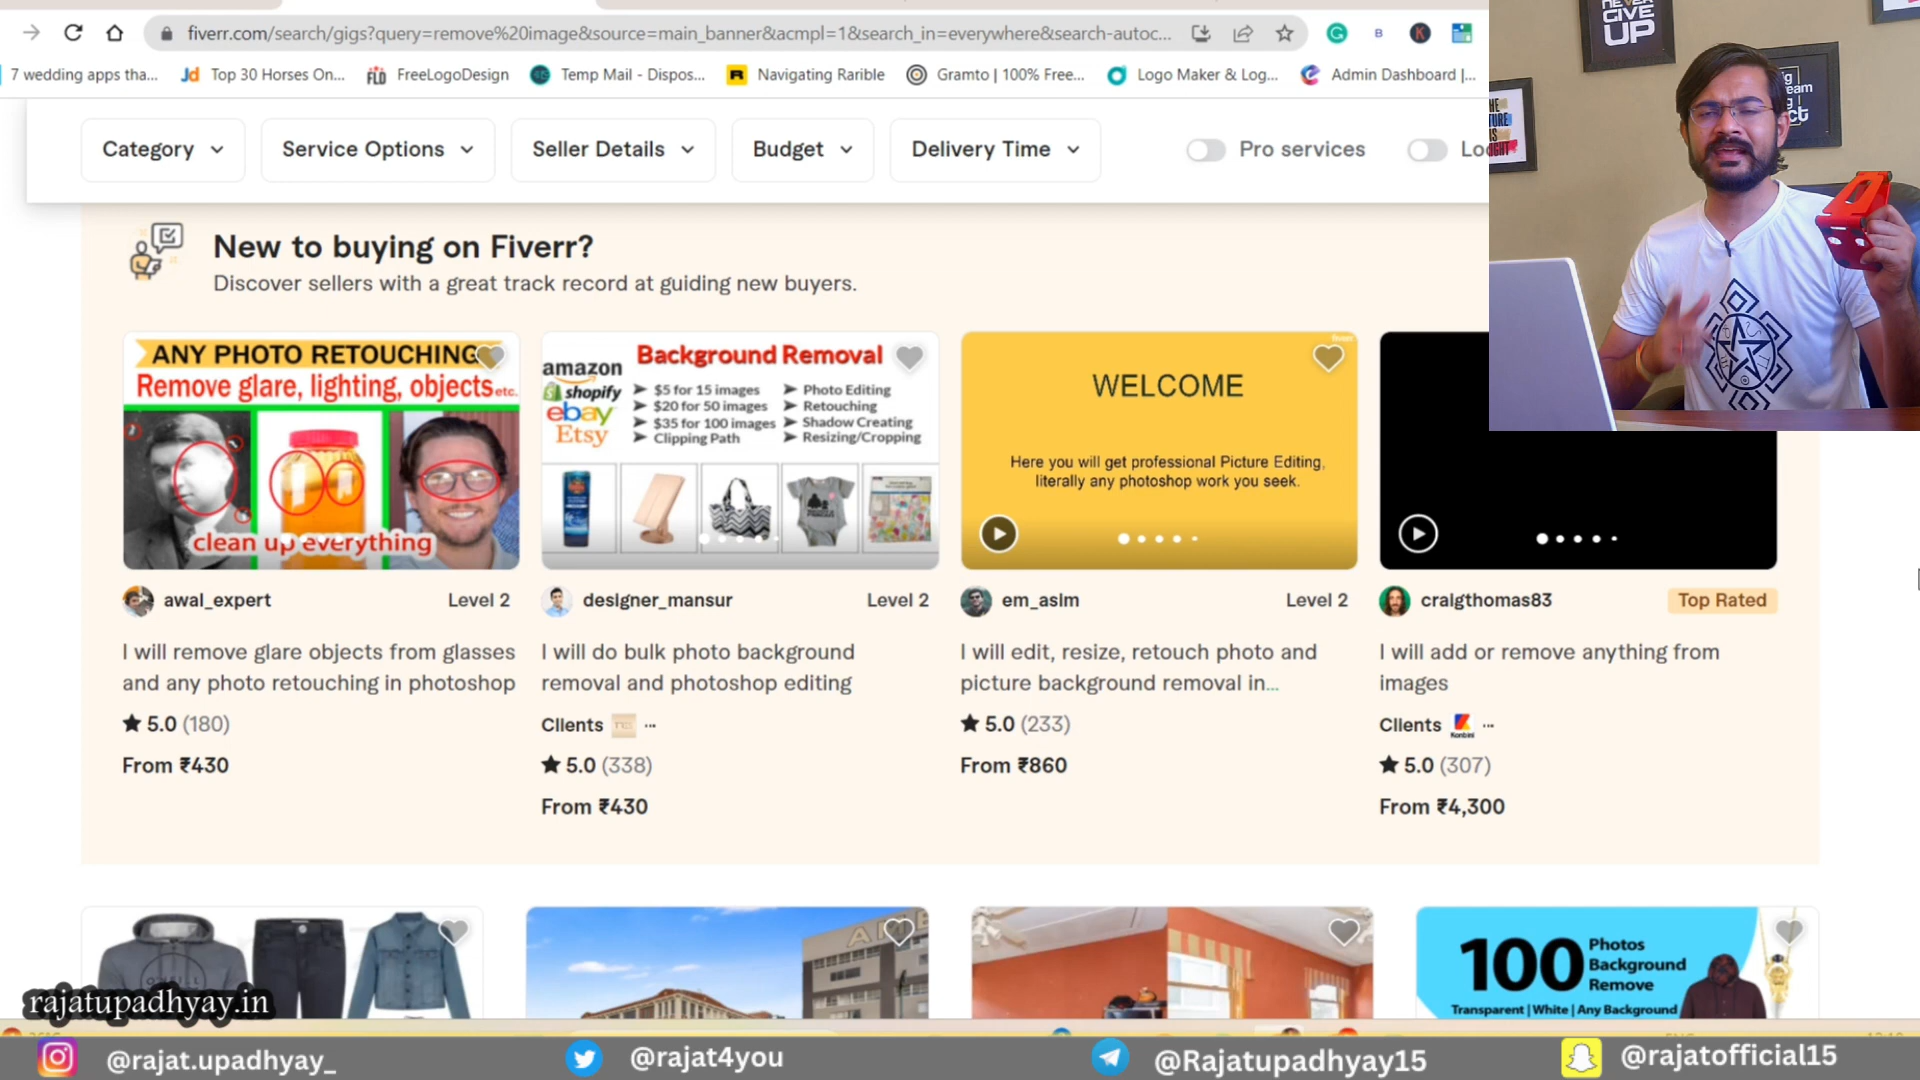 fiverr.com/search/gigs?query=remove%20image&source=main_banner&acmpl=1&search_in=everywhere&search-autoc...
7 wedding apps tha...
Jd Top 30 Horses On...
FLD FreeLogoDesign
Temp Mail - Dispos...
R Navigating Rarible
Gramto | 100% Free...
Logo Maker & Log...
Admin Dashboard |...
NEVER
GIVE
UP
Category
Service Options
Seller Details
Budget
Delivery Time
Pro services
New to buying on Fiverr?
Discover sellers with a great track record at guiding new buyers.
ANY PHOTO RETOUCHING
Remove glare, lighting, objects etc.
clean up everything
amazon
shopify
ebay
Etsy
Background Removal
➤ $5 for 15 images
➤ $20 for 50 images
➤ $35 for 100 images
➤ Clipping Path
➤ Photo Editing
➤ Retouching
➤ Shadow Creating
➤ Resizing/Cropping
WELCOME
Here you will get professional Picture Editing,
literally any photoshop work you seek.
awal_expert Level 2
designer_mansur Level 2
em_asim Level 2
craigthomas83 Top Rated
I will remove glare objects from glasses
and any photo retouching in photoshop
★ 5.0 (180)
From ₹430
I will do bulk photo background
removal and photoshop editing
Clients ...
★ 5.0 (338)
From ₹430
I will edit, resize, retouch photo and
picture background removal in...
★ 5.0 (233)
From ₹860
I will add or remove anything from
images
Clients Konbini ...
★ 5.0 (307)
From ₹4,300
100 Photos
Background
Remove
Transparent | White | Any Background
rajatupadhyay.in
@rajat.upadhyay_
@rajat4you
@Rajatupadhyay15
@rajatofficial15